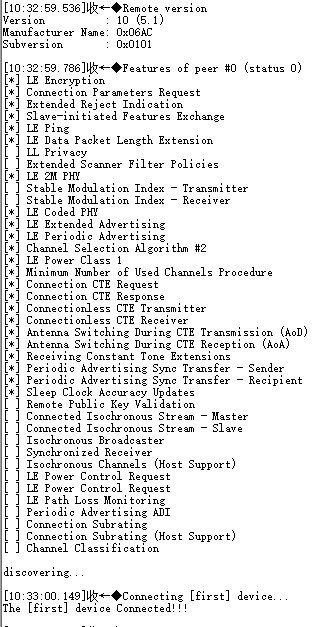 [10:32:59.536]收←◆Remote version
Version        : 10 (5.1)
Manufacturer Name: 0x06AC
Subversion     : 0x0101

[10:32:59.786]收←◆Features of peer #0 (status 0)
[*] LE Encryption
[*] Connection Parameters Request
[*] Extended Reject Indication
[*] Slave-initiated Features Exchange
[*] LE Ping
[*] LE Data Packet Length Extension
[ ] LL Privacy
[ ] Extended Scanner Filter Policies
[*] LE 2M PHY
[ ] Stable Modulation Index - Transmitter
[ ] Stable Modulation Index - Receiver
[*] LE Coded PHY
[*] LE Extended Advertising
[*] LE Periodic Advertising
[*] Channel Selection Algorithm #2
[*] LE Power Class 1
[*] Minimum Number of Used Channels Procedure
[*] Connection CTE Request
[*] Connection CTE Response
[*] Connectionless CTE Transmitter
[*] Connectionless CTE Receiver
[*] Antenna Switching During CTE Transmission (AoD)
[*] Antenna Switching During CTE Reception (AoA)
[*] Receiving Constant Tone Extensions
[*] Periodic Advertising Sync Transfer - Sender
[*] Periodic Advertising Sync Transfer - Recipient
[*] Sleep Clock Accuracy Updates
[ ] Remote Public Key Validation
[ ] Connected Isochronous Stream - Master
[ ] Connected Isochronous Stream - Slave
[ ] Isochronous Broadcaster
[ ] Synchronized Receiver
[ ] Isochronous Channels (Host Support)
[ ] LE Power Control Request
[ ] LE Power Control Request
[ ] LE Path Loss Monitoring
[ ] Periodic Advertising ADI
[ ] Connection Subrating
[ ] Connection Subrating (Host Support)
[ ] Channel Classification

discovering...

[10:33:00.149]收←◆Connecting [first] device...
The [first] device Connected!!!